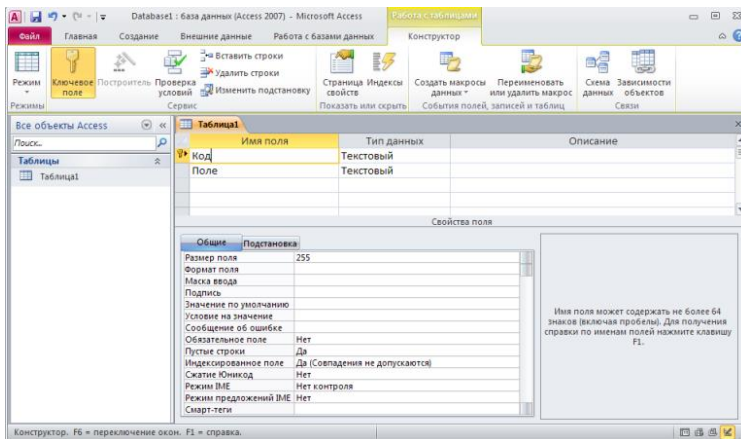 Database1 : база данных (Access 2007) - Microsoft Access
Работа с таблицами
Файл Главная Создание Внешние данные Работа с базами данных Конструктор
Режим
Ключевое поле
Построитель
Проверка условий
Вставить строки
Удалить строки
Изменить подстановку
Страница свойств
Индексы
Создать макросы данных
Переименовать или удалить макрос
Схема данных
Зависимости объектов
Режимы Сервис Показать или скрыть События полей, записей и таблиц Связи
Все объекты Access
Поиск...
Таблицы
Таблица1
Таблица1
Имя поля Тип данных Описание
Код Текстовый
Поле Текстовый
Свойства поля
Общие Подстановка
Размер поля 255
Формат поля
Маска ввода
Подпись
Значение по умолчанию
Условие на значение
Сообщение об ошибке
Обязательное поле Нет
Пустые строки Да
Индексированное поле Да (Совпадения не допускаются)
Сжатие Юникод Нет
Режим IME Нет контроля
Режим предложений IME Нет
Смарт-теги
Имя поля может содержать не более 64
знаков (включая пробелы). Для получения
справки по именам полей нажмите клавишу
F1.
Конструктор. F6 = переключение окон. F1 = справка.